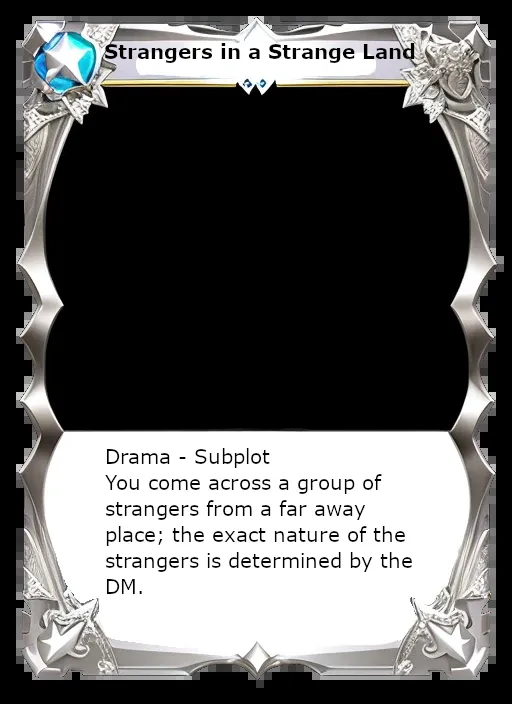 Strangers in a Strange Land
Drama - Subplot
You come across a group of
strangers from a far away
place; the exact nature of the
strangers is determined by the
DM.